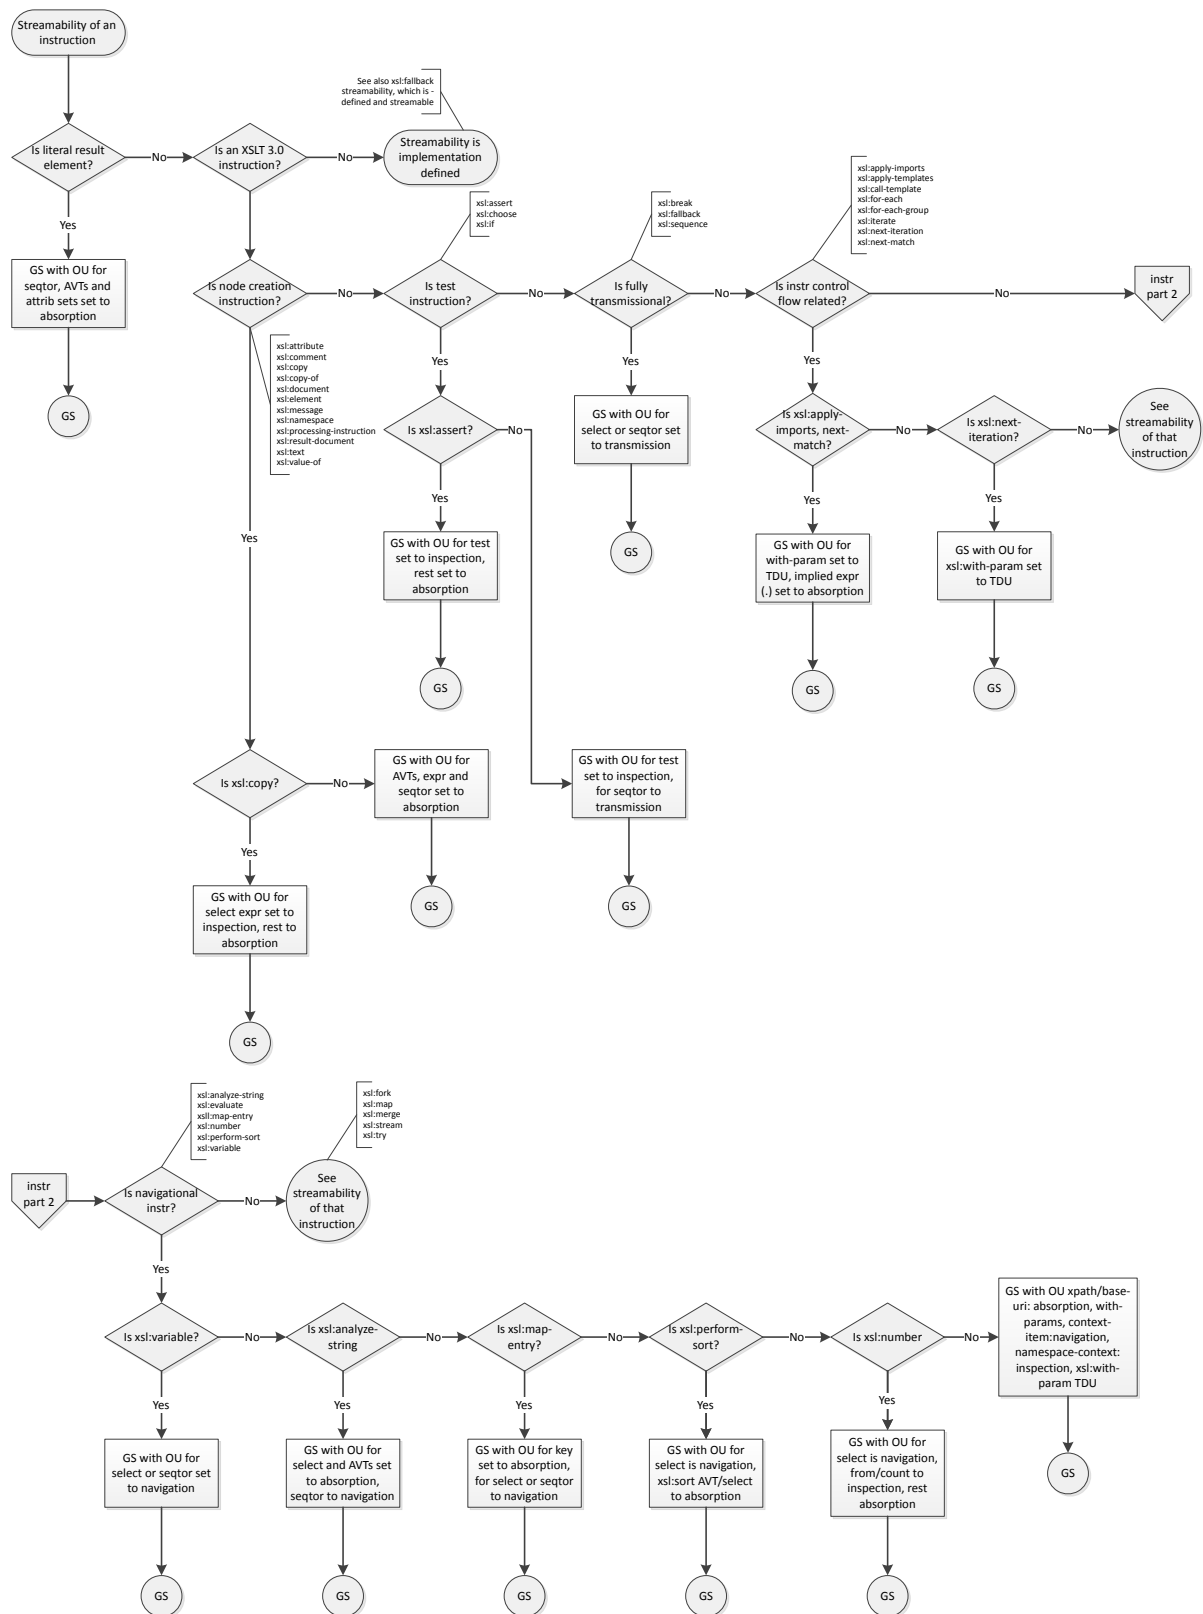 Streamability of an
instruction
See also xsl:fallback
streamability, which is -
defined and streamable
Is literal result
element?
No
Is an XSLT 3.0
instruction?
No
Streamability is
implementation
defined
Yes
GS with OU for
seqtor, AVTs and
attrib sets set to
absorption
GS
xsl:assert
xsl:choose
xsl:if
xsl:break
xsl:fallback
xsl:sequence
xsl:apply-imports
xsl:apply-templates
xsl:call-template
xsl:for-each
xsl:for-each-group
xsl:iterate
xsl:next-iteration
xsl:next-match
Is node creation
instruction?
No
Is test
instruction?
No
Is fully
transmissional?
No
Is instr control
flow related?
No
instr
part 2
xsl:attribute
xsl:comment
xsl:copy
xsl:copy-of
xsl:document
xsl:element
xsl:message
xsl:namespace
xsl:processing-instruction
xsl:result-document
xsl:text
xsl:value-of
Yes
Yes
Yes
Yes
Is xsl:assert?
No
GS with OU for
select or seqtor set
to transmission
GS
Is xsl:apply-
imports, next-
match?
No
Is xsl:next-
iteration?
No
See
streamability
of that
instruction
Yes
GS with OU for test
set to inspection,
rest set to
absorption
GS
Yes
GS with OU for
with-param set to
TDU, implied expr
(.) set to absorption
GS
Yes
GS with OU for
xsl:with-param set
to TDU
GS
Is xsl:copy?
No
GS with OU for
AVTs, expr and
seqtor set to
absorption
GS
GS with OU for test
set to inspection,
for seqtor to
transmission
GS
Yes
GS with OU for
select expr set to
inspection, rest to
absorption
GS
xsl:analyze-string
xsl:evaluate
xsll:map-entry
xsl:number
xsl:perform-sort
xsl:variable
xsl:fork
xsl:map
xsl:merge
xsl:stream
xsl:try
instr
part 2
Is navigational
instr?
No
See
streamability
of that
instruction
Yes
Is xsl:variable?
No
Is xsl:analyze-
string
No
Is xsl:map-
entry?
No
Is xsl:perform-
sort?
No
Is xsl:number
No
GS with OU xpath/base-
uri: absorption, with-
params, context-
item:navigation,
namespace-context:
inspection, xsl:with-
param TDU
GS
Yes
GS with OU for
select or seqtor set
to navigation
GS
Yes
GS with OU for
select and AVTs set
to absorption,
seqtor to navigation
GS
Yes
GS with OU for key
set to absorption,
for select or seqtor
to navigation
GS
Yes
GS with OU for
select is navigation,
xsl:sort AVT/select
to absorption
GS
Yes
GS with OU for
select is navigation,
from/count to
inspection, rest
absorption
GS